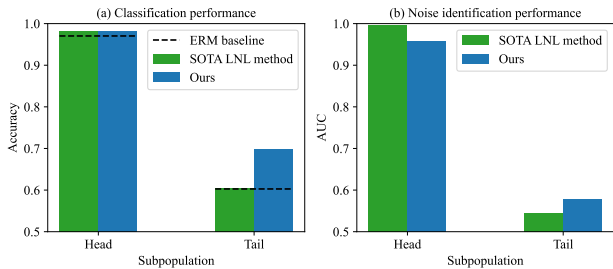 (a) Classification performance
1.0
0.9
0.8
0.7
0.6
0.5
Accuracy
ERM baseline
SOTA LNL method
Ours
Head
Tail
Subpopulation
(b) Noise identification performance
1.0
0.9
0.8
0.7
0.6
0.5
AUC
SOTA LNL method
Ours
Head
Tail
Subpopulation